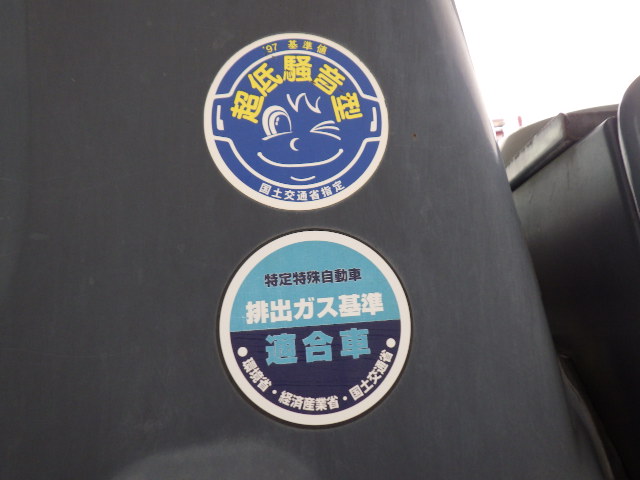 '97 基準値
超低騒音型
国土交通省指定
特定特殊自動車
排出ガス基準
適合車
●環境省・経済産業省・国土交通省●